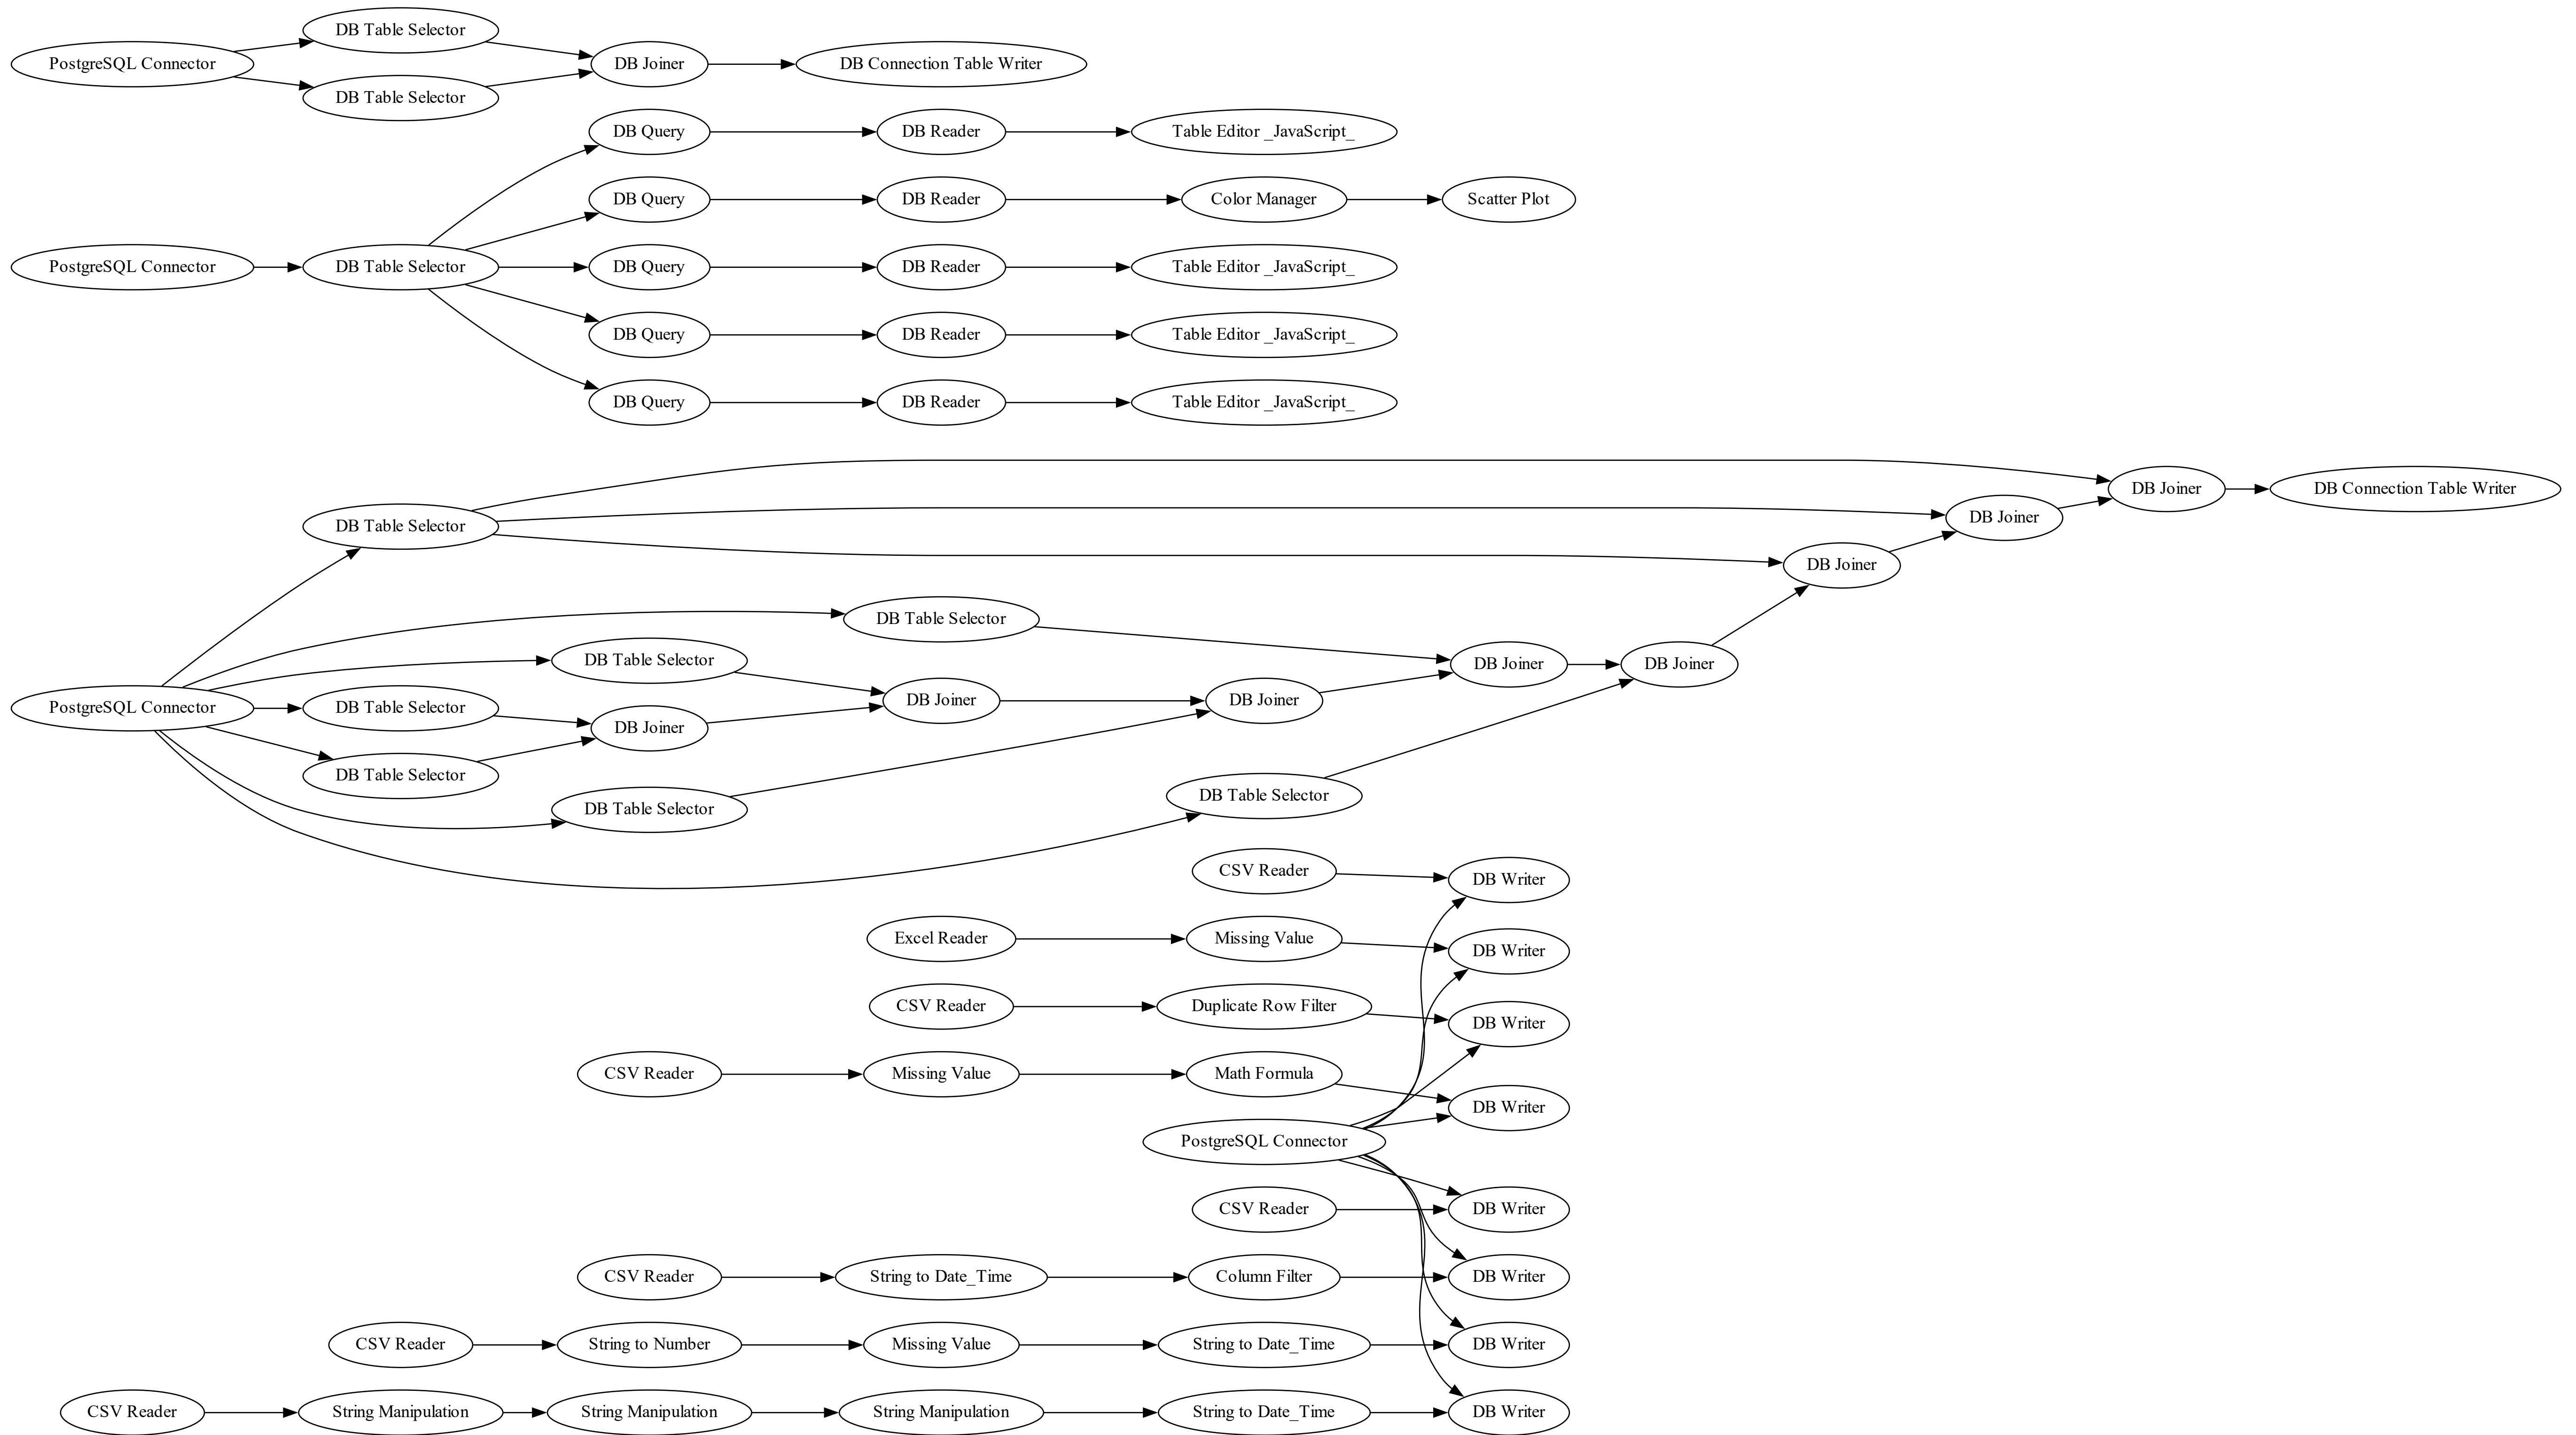 DB Table Selector
PostgreSQL Connector
DB Joiner
DB Connection Table Writer
DB Table Selector
DB Query
DB Reader
Table Editor _JavaScript_
DB Query
DB Reader
Color Manager
Scatter Plot
PostgreSQL Connector
DB Table Selector
DB Query
DB Reader
Table Editor _JavaScript_
DB Query
DB Reader
Table Editor _JavaScript_
DB Query
DB Reader
Table Editor _JavaScript_
DB Joiner
DB Connection Table Writer
DB Table Selector
DB Joiner
DB Joiner
DB Table Selector
DB Table Selector
DB Joiner
DB Joiner
PostgreSQL Connector
DB Table Selector
DB Joiner
DB Joiner
DB Joiner
DB Table Selector
DB Table Selector
DB Table Selector
CSV Reader
DB Writer
Excel Reader
Missing Value
DB Writer
CSV Reader
Duplicate Row Filter
DB Writer
CSV Reader
Missing Value
Math Formula
DB Writer
PostgreSQL Connector
CSV Reader
DB Writer
CSV Reader
String to Date_Time
Column Filter
DB Writer
CSV Reader
String to Number
Missing Value
String to Date_Time
DB Writer
CSV Reader
String Manipulation
String Manipulation
String Manipulation
String to Date_Time
DB Writer